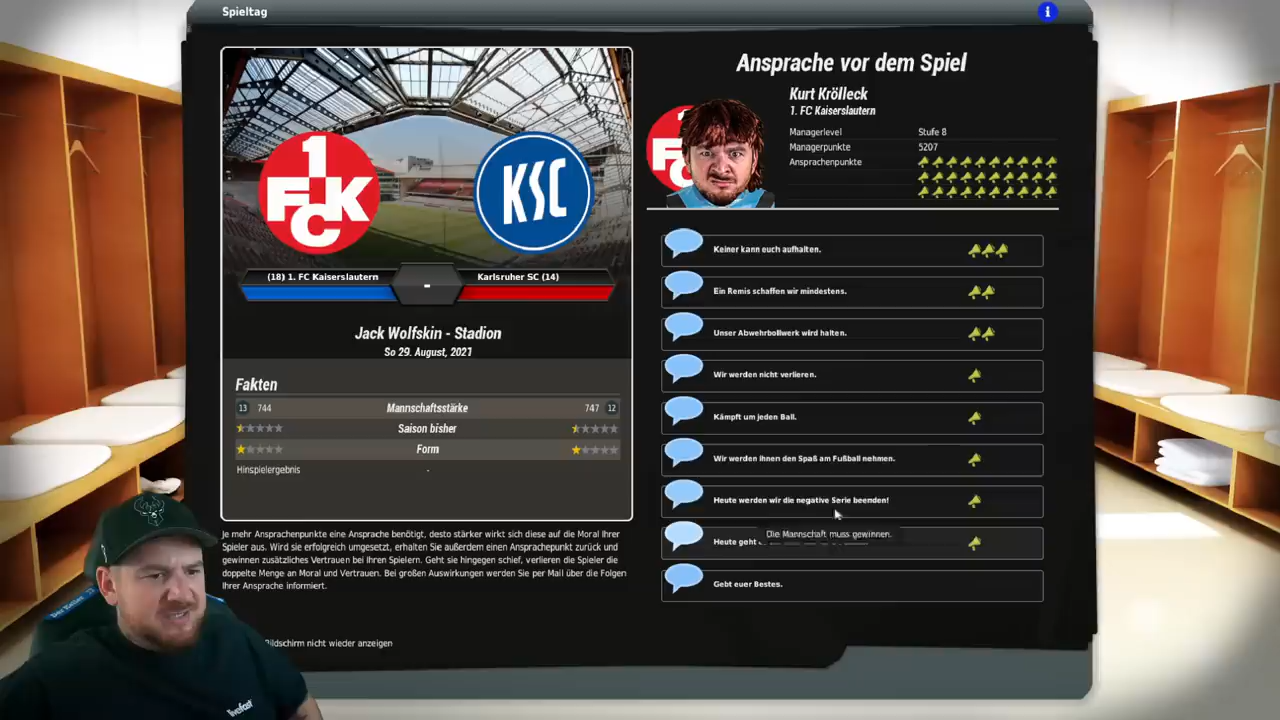 Spieltag
i
1
FCK
KSC
(18) 1. FC Kaiserslautern
-
Karlsruher SC (14)
Jack Wolfskin - Stadion
So 29. August, 2021
Fakten
13 744 Mannschaftsstärke 747 12
Saison bisher
Form
Hinspielergebnis -
Je mehr Ansprachenpunkte eine Ansprache benötigt, desto stärker wirkt sich diese auf die Moral Ihrer
Spieler aus. Wird sie erfolgreich umgesetzt, erhalten Sie außerdem einen Ansprachepunkt zurück und
gewinnen zusätzliches Vertrauen bei Ihren Spielern. Geht sie hingegen schief, verlieren die Spieler die
doppelte Menge an Moral und Vertrauen. Bei großen Auswirkungen werden Sie per Mail über die Folgen
Ihrer Ansprache informiert.
Bildschirm nicht wieder anzeigen
Ansprache vor dem Spiel
Kurt Krölleck
1. FC Kaiserslautern
Managerlevel Stufe 8
Managerpunkte 5207
Ansprachenpunkte
Keiner kann euch aufhalten.
Ein Remis schaffen wir mindestens.
Unser Abwehrbollwerk wird halten.
Wir werden nicht verlieren.
Kämpft um jeden Ball.
Wir werden ihnen den Spaß am Fußball nehmen.
Heute werden wir die negative Serie beenden!
Die Mannschaft muss gewinnen.
Heute geht
Gebt euer Bestes.